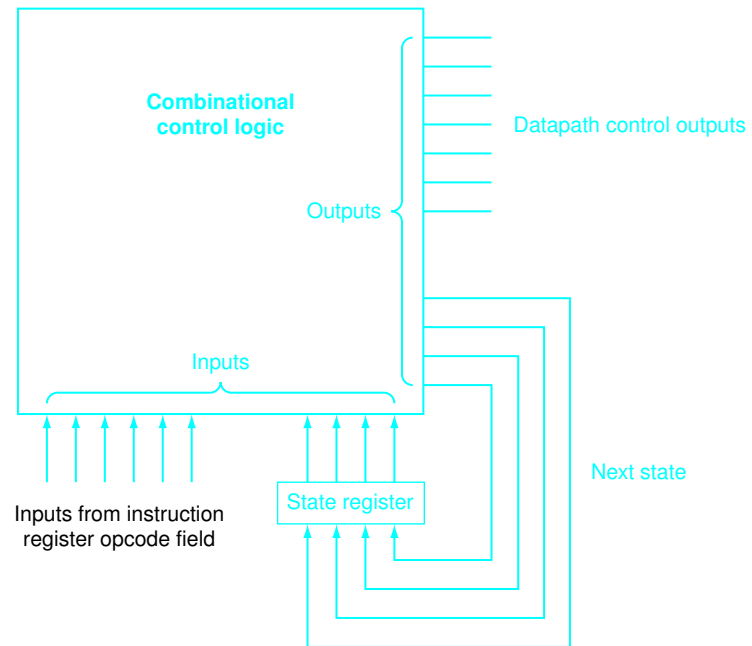 Combinational
control logic
Datapath control outputs
Outputs
Inputs
Next state
State register
Inputs from instruction
register opcode field